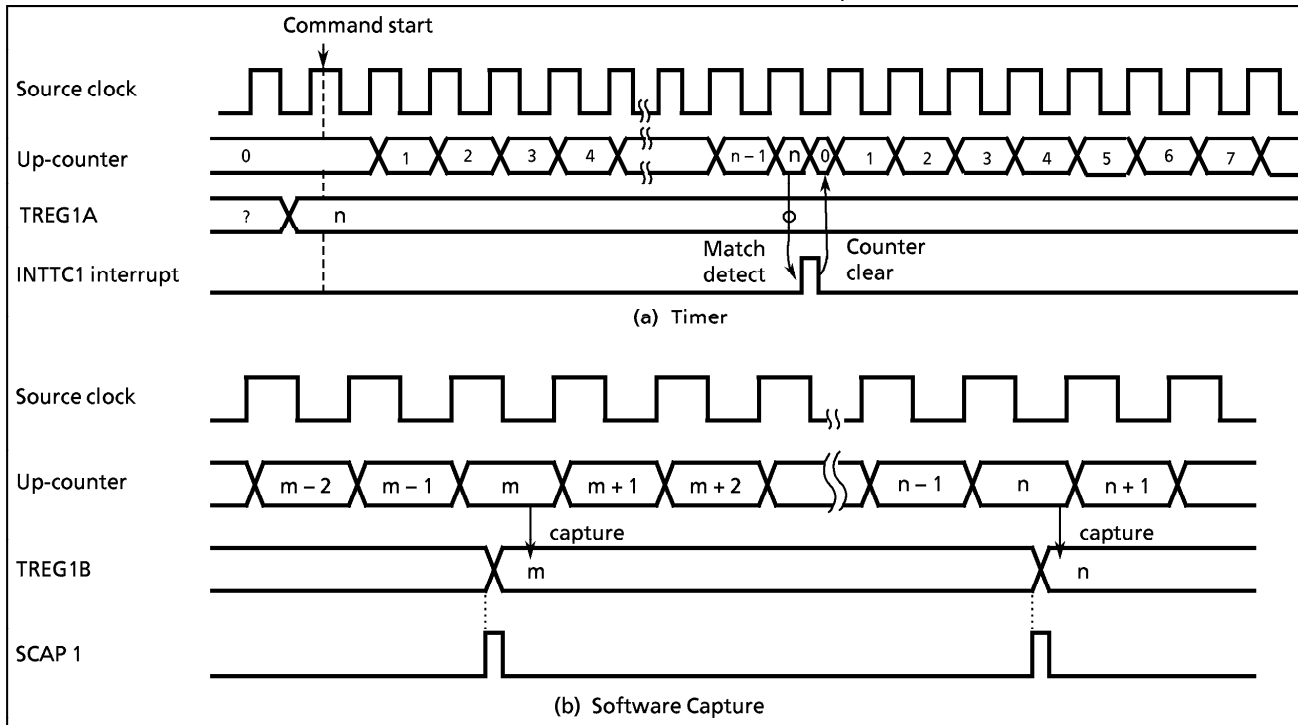 Command start
Source clock
Up-counter
0 1 2 3 4 n – 1 n 0 1 2 3 4 5 6 7
TREG1A
? n
Match detect
Counter clear
INTTC1 interrupt
(a) Timer
Source clock
Up-counter
m – 2 m – 1 m m + 1 m + 2 n – 1 n n + 1
capture capture
TREG1B
m n
SCAP 1
(b) Software Capture